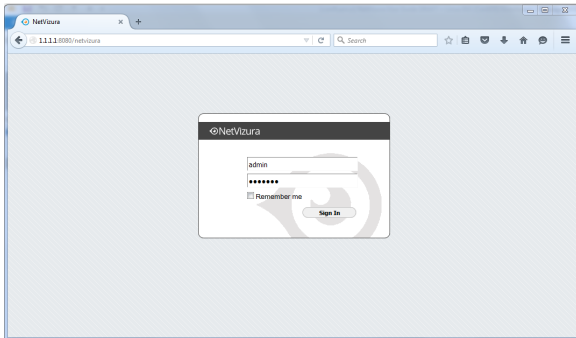 NetVizura
1.1.1.1:8080/netvizura
Search
NetVizura
admin
•••••••
Remember me
Sign In